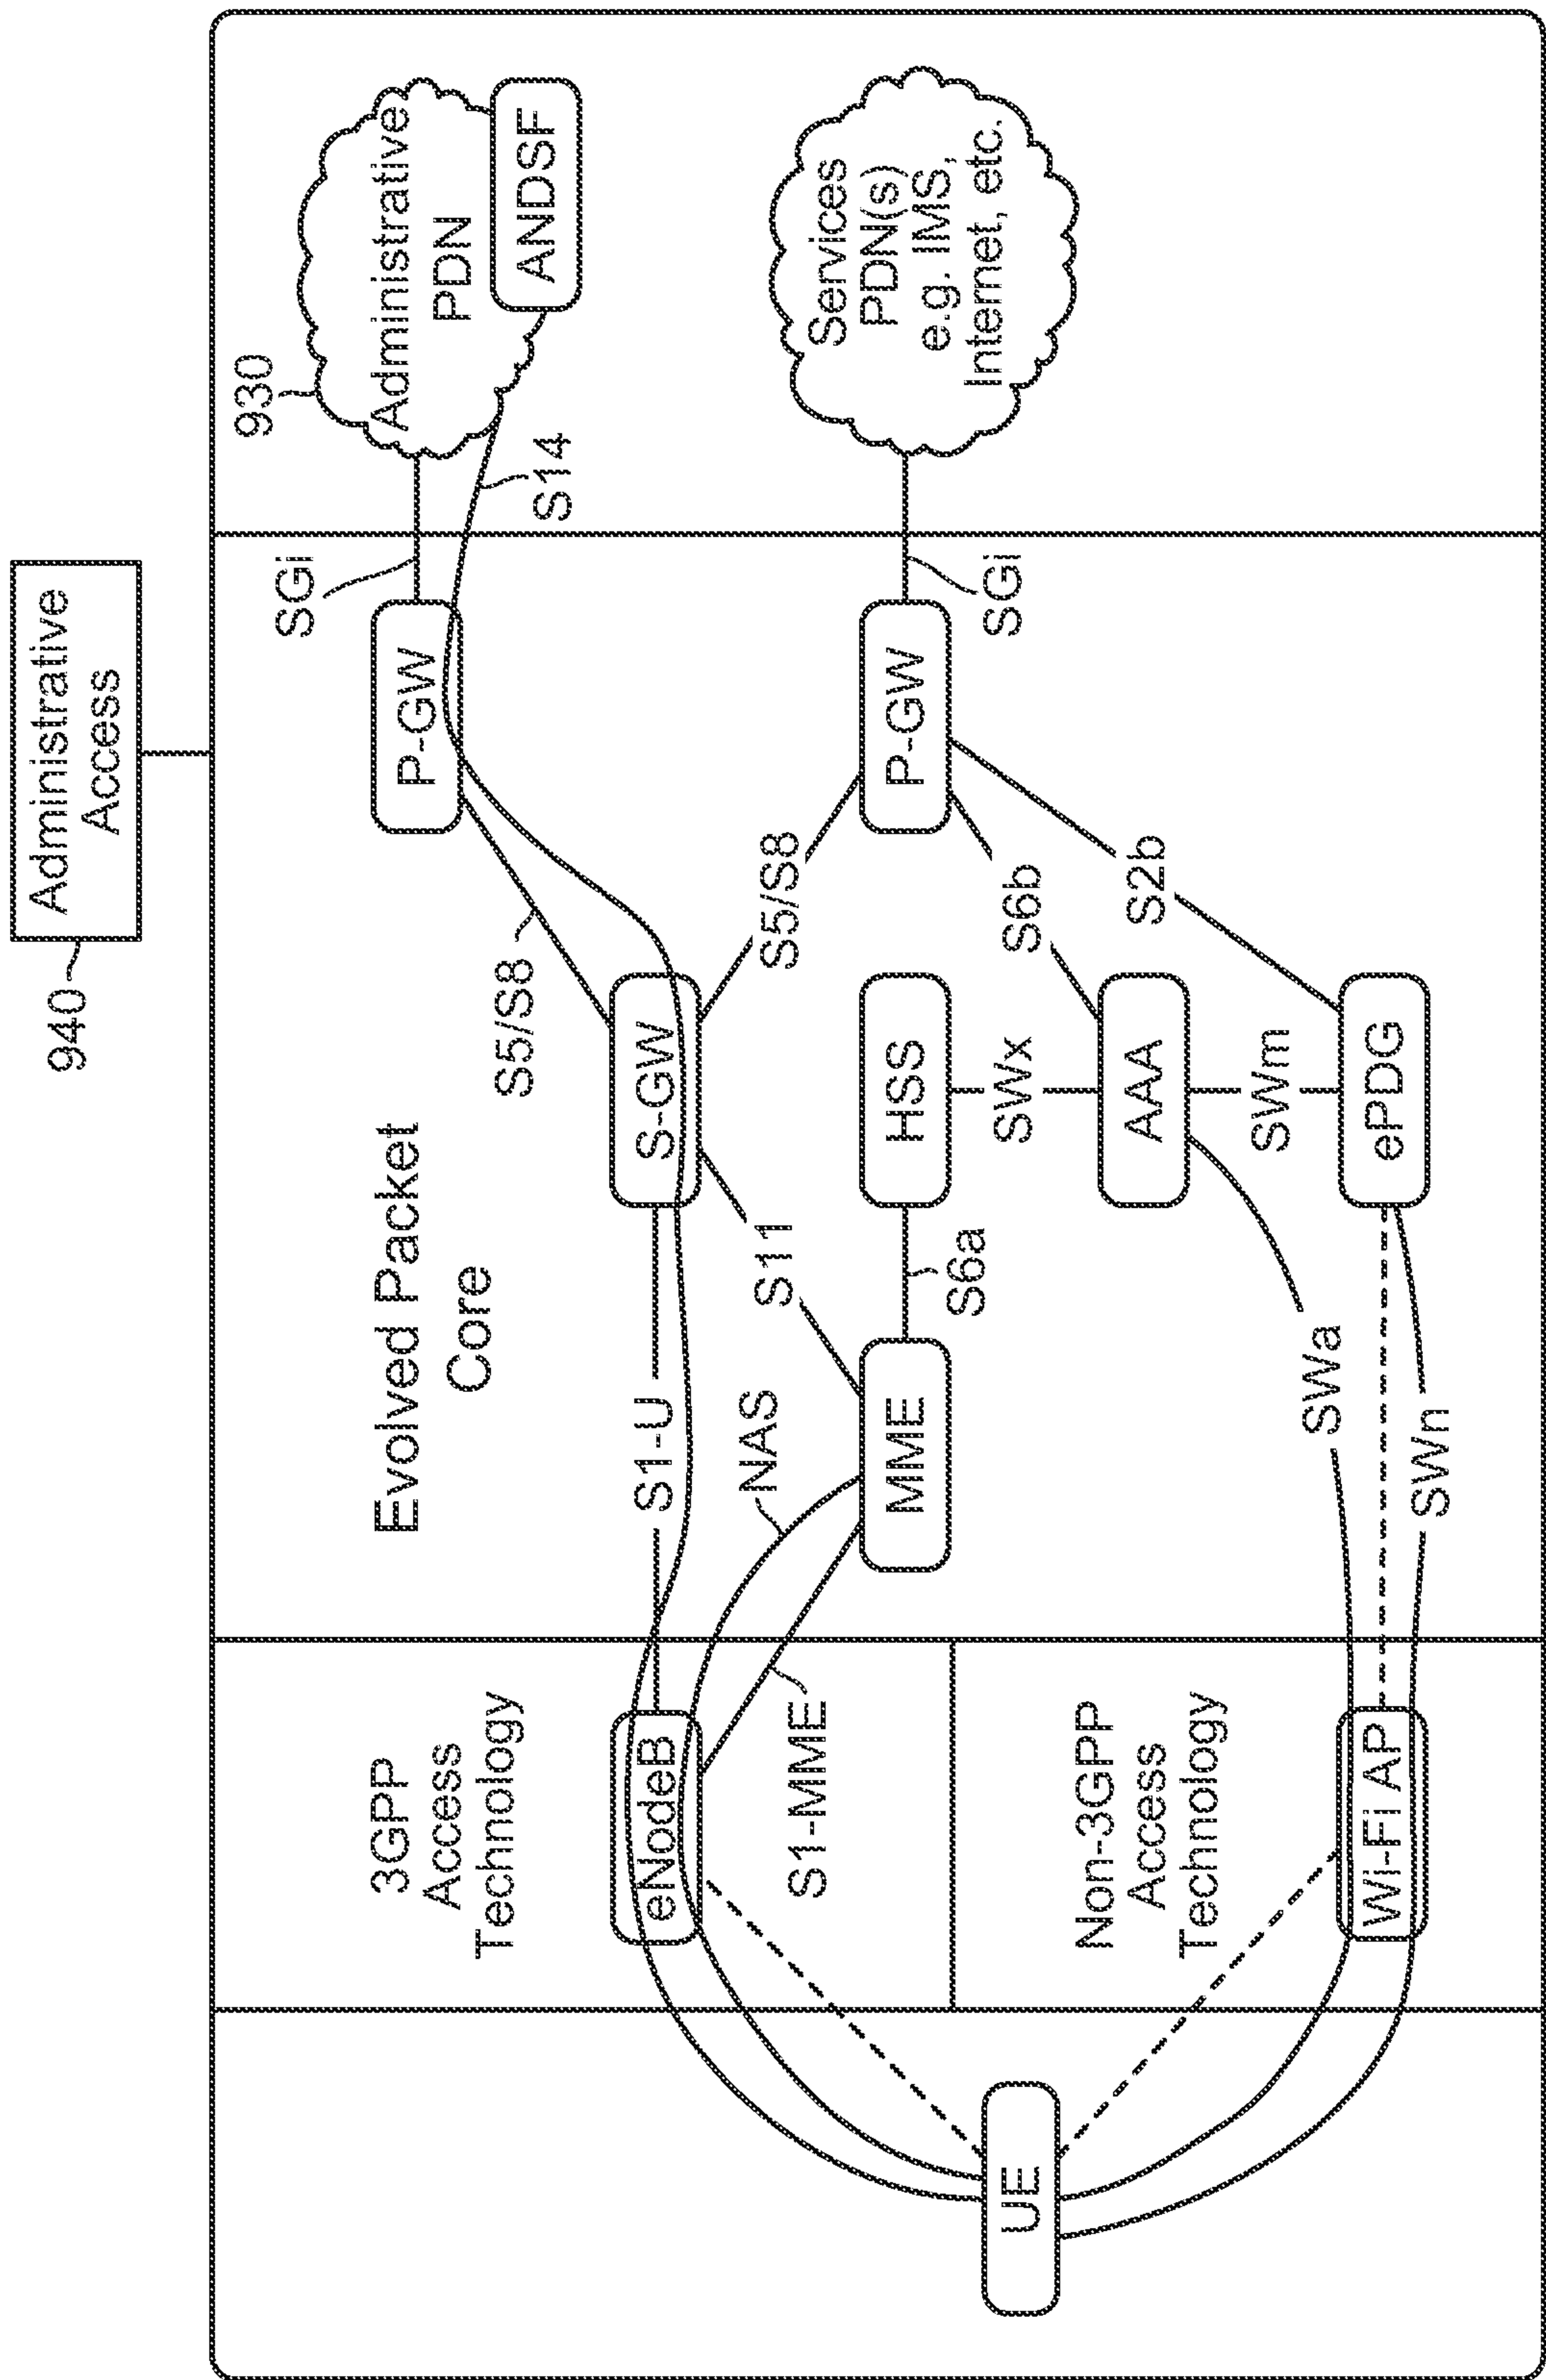 940
Administrative
Access
930
Administrative
PDN
ANDSF
S14
SGi
P-GW
S5/S8
Evolved Packet
Core
S-GW
S1-U
3GPP
Access
Technology
eNodeB
NAS
S1-MME
S11
S5/S8
MME
S6a
HSS
P-GW
SGi
Services
PDN(s)
e.g. IMS,
Internet, etc.
SWx
S6b
AAA
S2b
SWm
SWa
ePDG
SWn
Non-3GPP
Access
Technology
Wi-Fi AP
UE